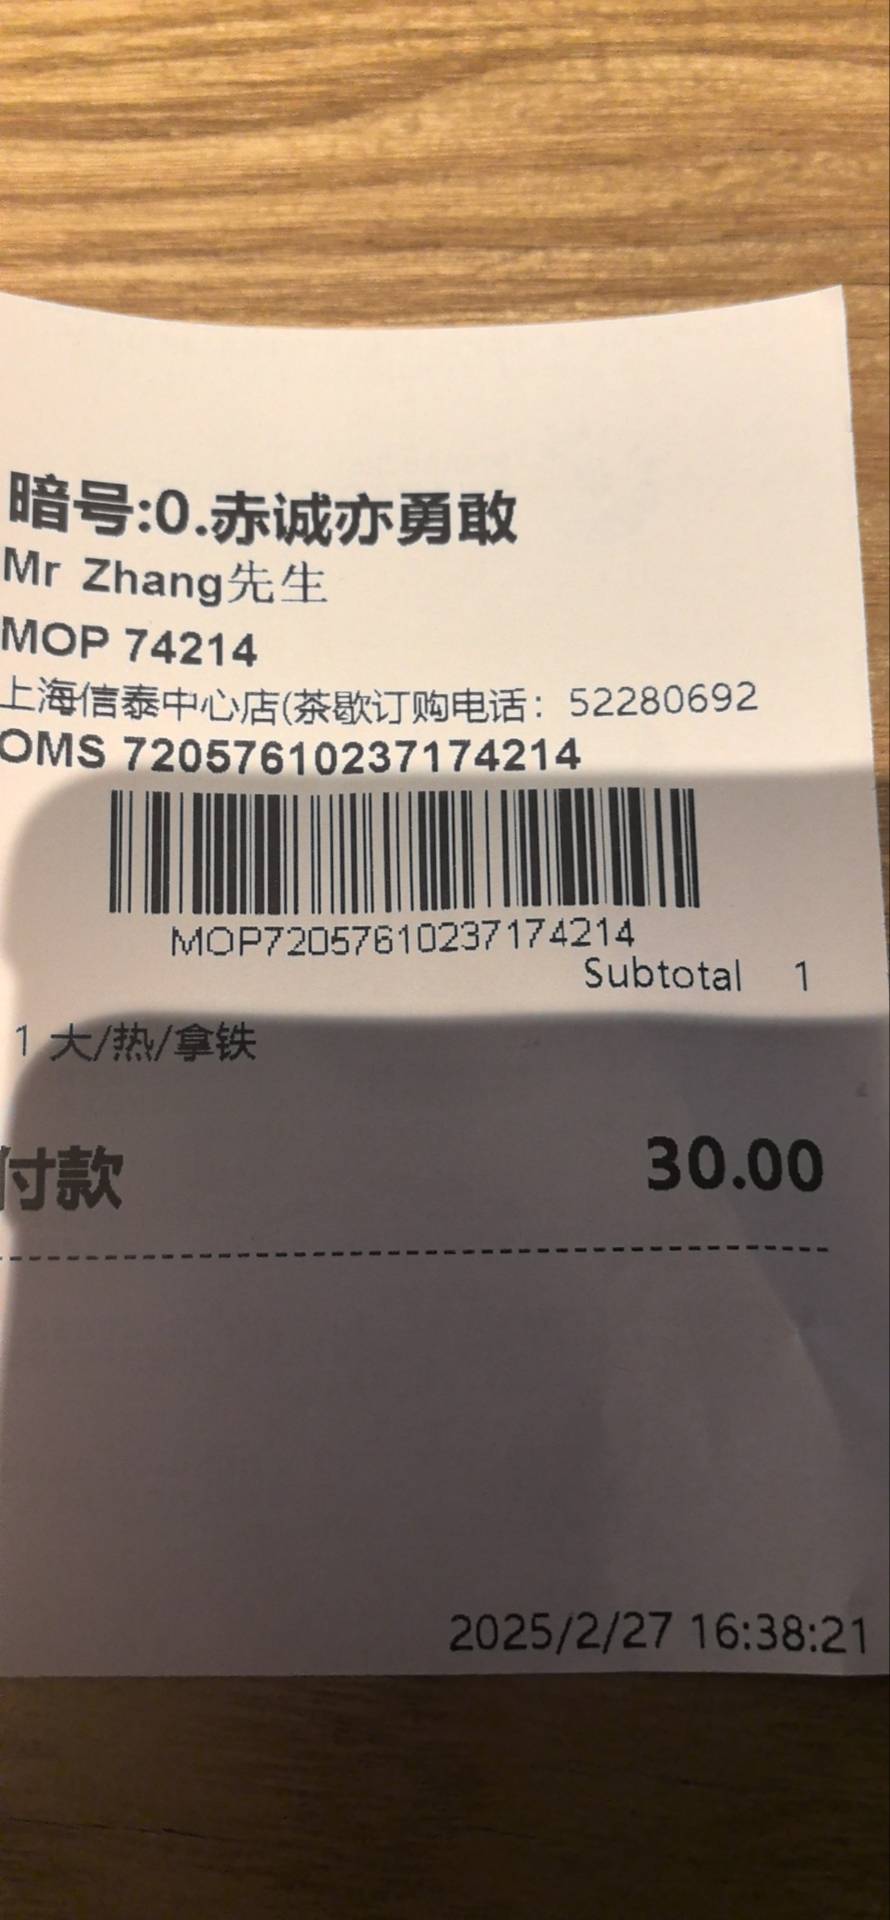 暗号:0.赤诚亦勇敢
Mr Zhang先生
MOP 74214
上海信泰中心店(茶歇订购电话：52280692
OMS 72057610237174214
MOP72057610237174214
Subtotal 1
1 大/热/拿铁
付款 30.00
2025/2/27 16:38:21